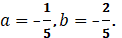 a = -1/5, b = -2/5.